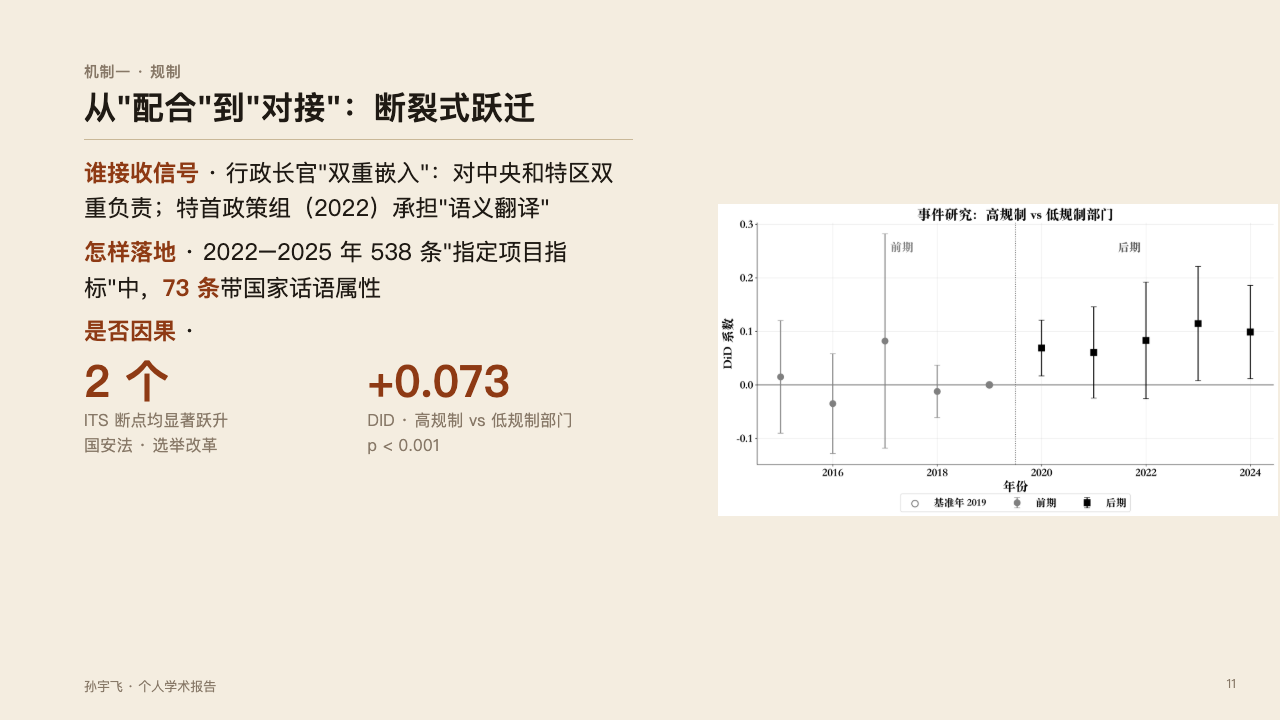 机制一 · 规制
从"配合"到"对接"：断裂式跃迁
谁接收信号 · 行政长官"双重嵌入"：对中央和特区双
重负责；特首政策组（2022）承担"语义翻译"
怎样落地 · 2022—2025 年 538 条"指定项目指
标"中，73 条带国家话语属性
是否因果 ·
2 个
ITS 断点均显著跃升
国安法 · 选举改革
+0.073
DID · 高规制 vs 低规制部门
p < 0.001
事件研究：高规制 vs 低规制部门
前期
后期
DiD 系数
0.3
0.2
0.1
0.0
-0.1
2016
2018
2020
2022
2024
年份
基准年 2019
前期
后期
孙宇飞 · 个人学术报告
11